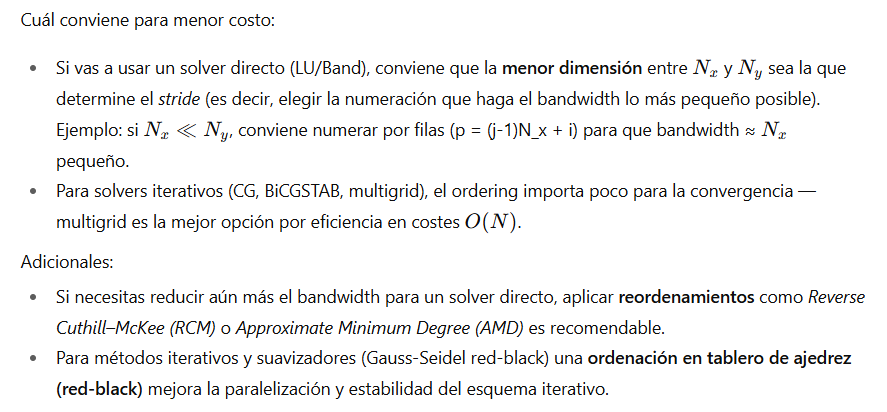 Cuál conviene para menor costo:
• Si vas a usar un solver directo (LU/Band), conviene que la menor dimensión entre N_x y N_y sea la que
determine el stride (es decir, elegir la numeración que haga el bandwidth lo más pequeño posible).
Ejemplo: si N_x ≪ N_y, conviene numerar por filas (p = (j-1)N_x + i) para que bandwidth ≈ N_x
pequeño.
• Para solvers iterativos (CG, BiCGSTAB, multigrid), el ordering importa poco para la convergencia —
multigrid es la mejor opción por eficiencia en costes O(N).
Adicionales:
• Si necesitas reducir aún más el bandwidth para un solver directo, aplicar reordenamientos como Reverse
Cuthill–McKee (RCM) o Approximate Minimum Degree (AMD) es recomendable.
• Para métodos iterativos y suavizadores (Gauss-Seidel red-black) una ordenación en tablero de ajedrez
(red-black) mejora la paralelización y estabilidad del esquema iterativo.